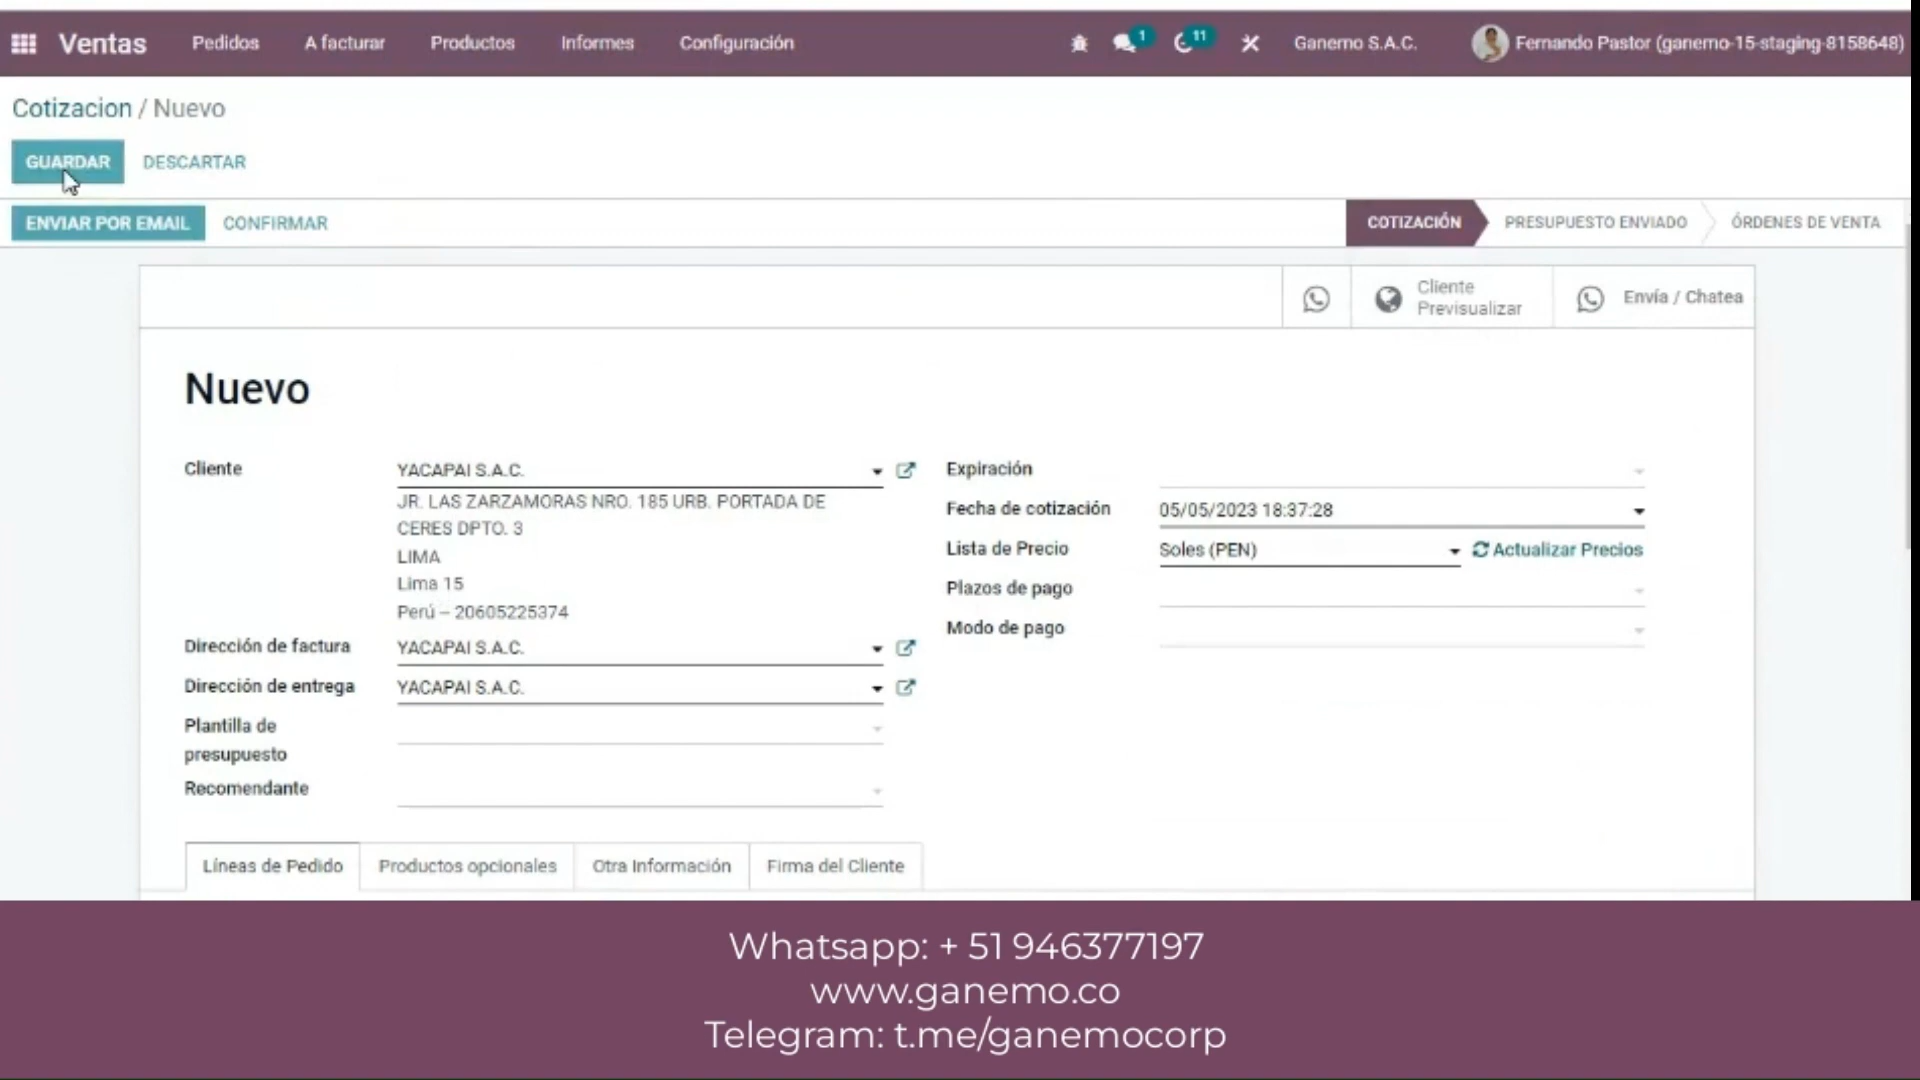 Ventas Pedidos A facturar Productos Informes Configuración 1 11 Ganemo S.A.C. Fernando Pastor (ganemo-15-staging-8158648)
Cotizacion / Nuevo
GUARDAR DESCARTAR
ENVIAR POR EMAIL CONFIRMAR COTIZACIÓN PRESUPUESTO ENVIADO ÓRDENES DE VENTA
Cliente
Previsualizar
Envía / Chatea
Nuevo
Cliente YACAPAI S.A.C.
JR. LAS ZARZAMORAS NRO. 185 URB. PORTADA DE
CERES DPTO. 3
LIMA
Lima 15
Perú – 20605225374
Dirección de factura YACAPAI S.A.C.
Dirección de entrega YACAPAI S.A.C.
Plantilla de
presupuesto
Recomendante
Expiración
Fecha de cotización 05/05/2023 18:37:28
Lista de Precio Soles (PEN) Actualizar Precios
Plazos de pago
Modo de pago
Líneas de Pedido Productos opcionales Otra Información Firma del Cliente
Whatsapp: + 51 946377197
www.ganemo.co
Telegram: t.me/ganemocorp